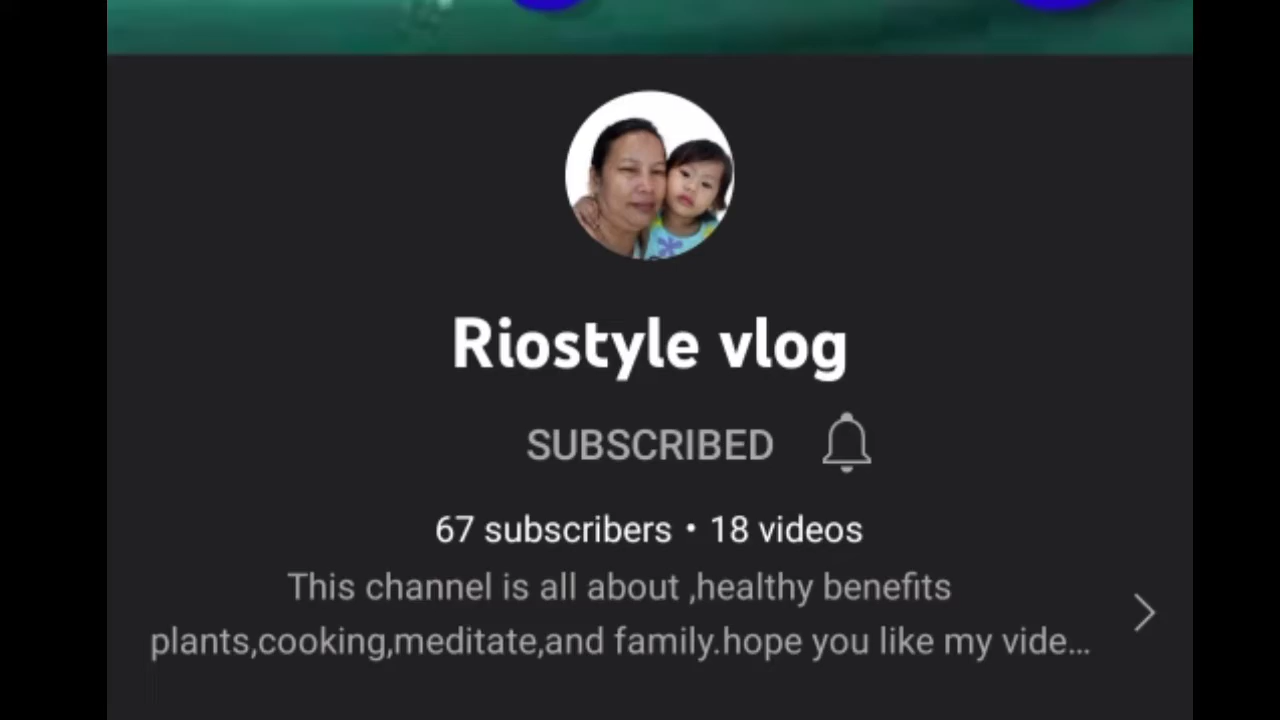 Riostyle vlog
SUBSCRIBED
67 subscribers • 18 videos
This channel is all about ,healthy benefits
plants,cooking,meditate,and family.hope you like my vide...